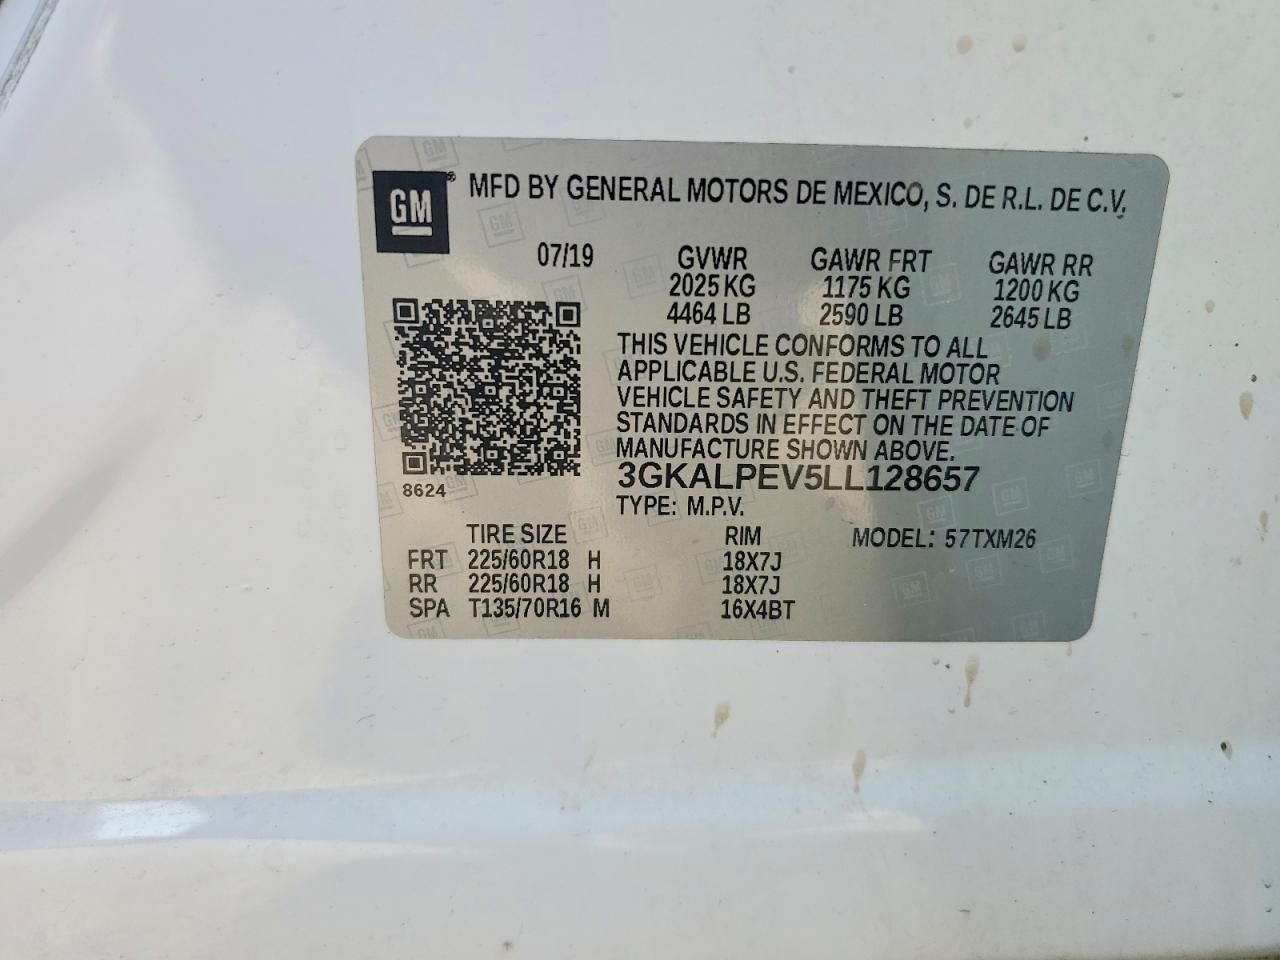 GM ® MFD BY GENERAL MOTORS DE MEXICO, S. DE R.L. DE C.V.
07/19 GVWR GAWR FRT GAWR RR
2025 KG 1175 KG 1200 KG
4464 LB 2590 LB 2645 LB
THIS VEHICLE CONFORMS TO ALL
APPLICABLE U.S. FEDERAL MOTOR
VEHICLE SAFETY AND THEFT PREVENTION
STANDARDS IN EFFECT ON THE DATE OF
MANUFACTURE SHOWN ABOVE.
3GKALPEV5LL128657
8624
TYPE: M.P.V.
TIRE SIZE RIM MODEL: 57TXM26
FRT 225/60R18 H 18X7J
RR 225/60R18 H 18X7J
SPA T135/70R16 M 16X4BT